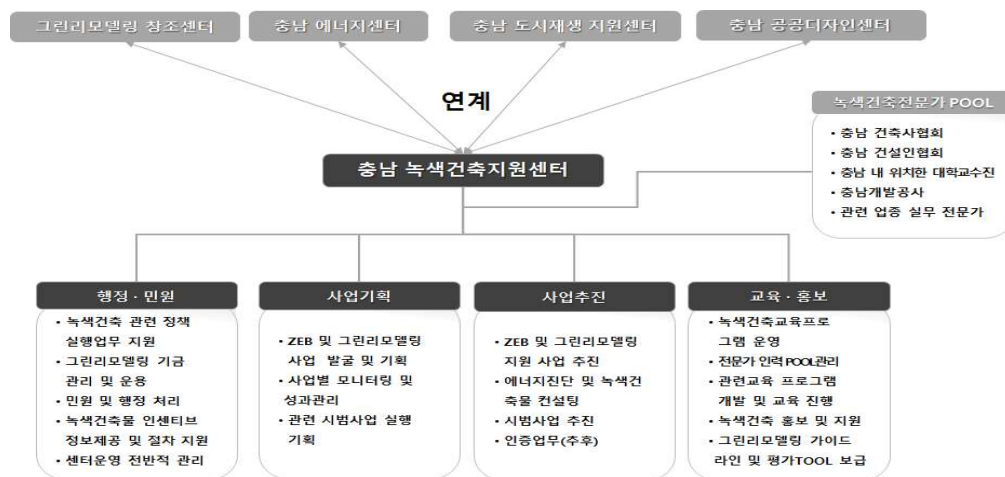 그린리모델링 창조센터
충남 에너지센터
충남 도시재생 지원센터
충남 공공디자인센터
연계
녹색건축전문가 POOL
• 충남 건축사협회
• 충남 건설인협회
• 충남 내 위치한 대학교수진
• 충남개발공사
• 관련 업종 실무 전문가
충남 녹색건축지원센터
행정 · 민원
• 녹색건축 관련 정책
실행업무 지원
• 그린리모델링 기금
관리 및 운용
• 민원 및 행정 처리
• 녹색건축물 인센티브
정보제공 및 절차 지원
• 센터운영 전반적 관리
사업기획
• ZEB 및 그린리모델링
사업 발굴 및 기획
• 사업별 모니터링 및
성과관리
• 관련 시범사업 실행
기획
사업추진
• ZEB 및 그린리모델링
지원 사업 추진
• 에너지진단 및 녹색건
축물 컨설팅
• 시범사업 추진
• 인증업무(추후)
교육 · 홍보
• 녹색건축교육프로
그램 운영
• 전문가 인력 POOL관리
• 관련교육 프로그램
개발 및 교육 진행
• 녹색건축 홍보 및 지원
• 그린리모델링 가이드
라인 및 평가TOOL 보급